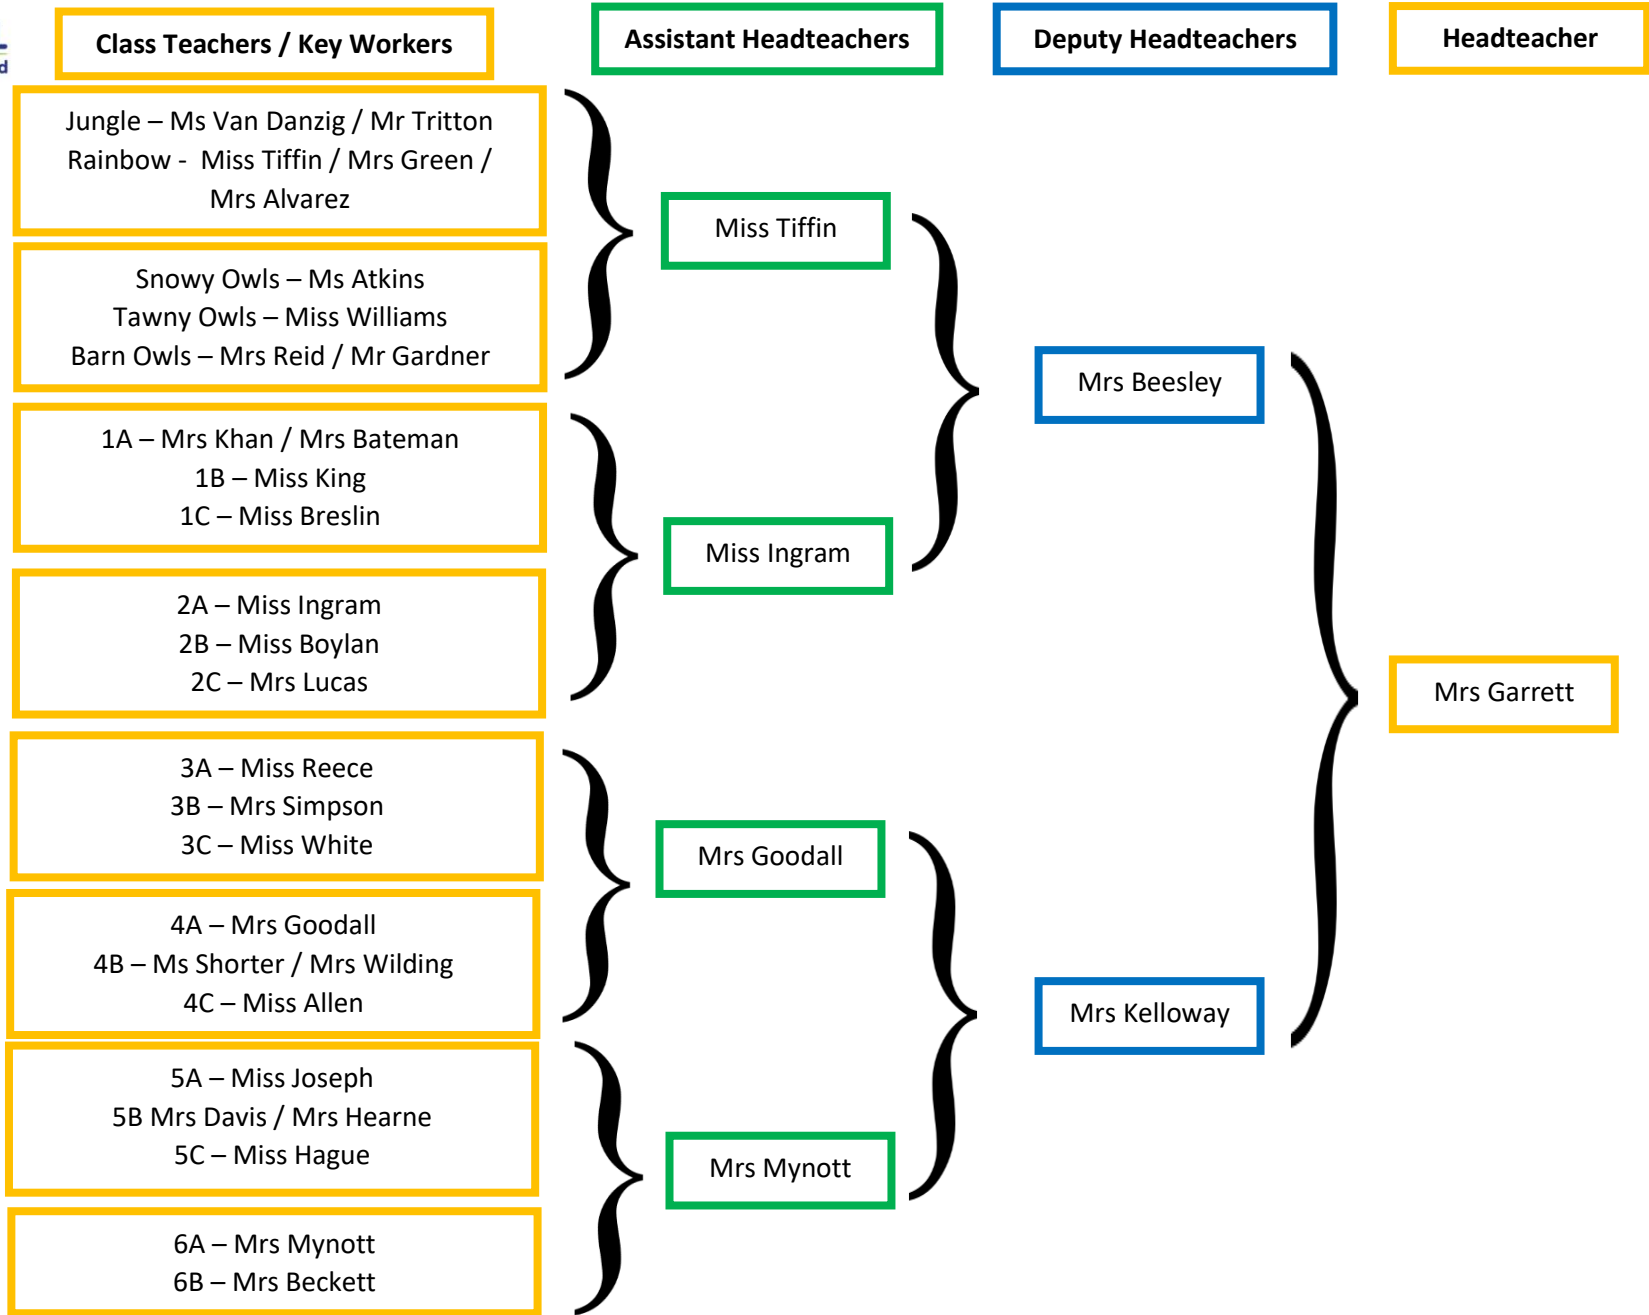 Class Teachers / Key Workers
Assistant Headteachers
Deputy Headteachers
Headteacher
Jungle – Ms Van Danzig / Mr Tritton
Rainbow -  Miss Tiffin / Mrs Green /
Mrs Alvarez
Snowy Owls – Ms Atkins
Tawny Owls – Miss Williams
Barn Owls – Mrs Reid / Mr Gardner
1A – Mrs Khan / Mrs Bateman
1B – Miss King
1C – Miss Breslin
2A – Miss Ingram
2B – Miss Boylan
2C – Mrs Lucas
3A – Miss Reece
3B – Mrs Simpson
3C – Miss White
4A – Mrs Goodall
4B – Ms Shorter / Mrs Wilding
4C – Miss Allen
5A – Miss Joseph
5B Mrs Davis / Mrs Hearne
5C – Miss Hague
6A – Mrs Mynott
6B – Mrs Beckett
Miss Tiffin
Miss Ingram
Mrs Goodall
Mrs Mynott
Mrs Beesley
Mrs Kelloway
Mrs Garrett